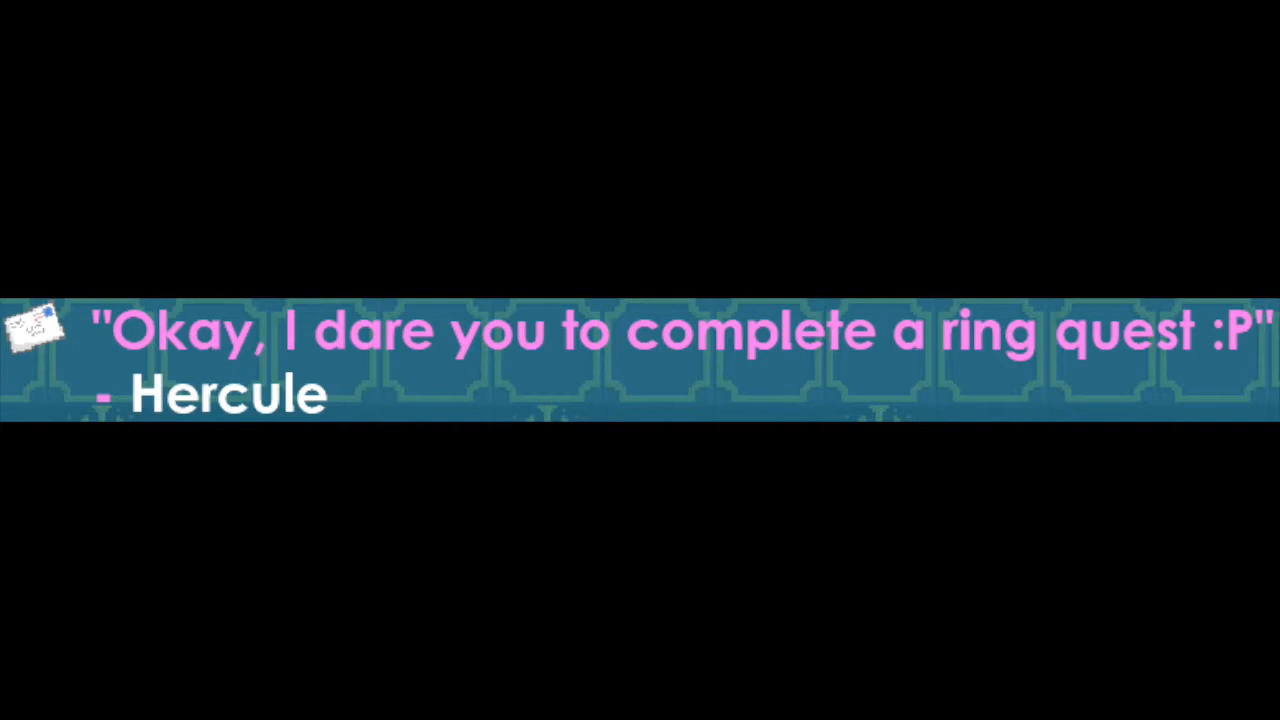 "Okay, I dare you to complete a ring quest :P"
- Hercule